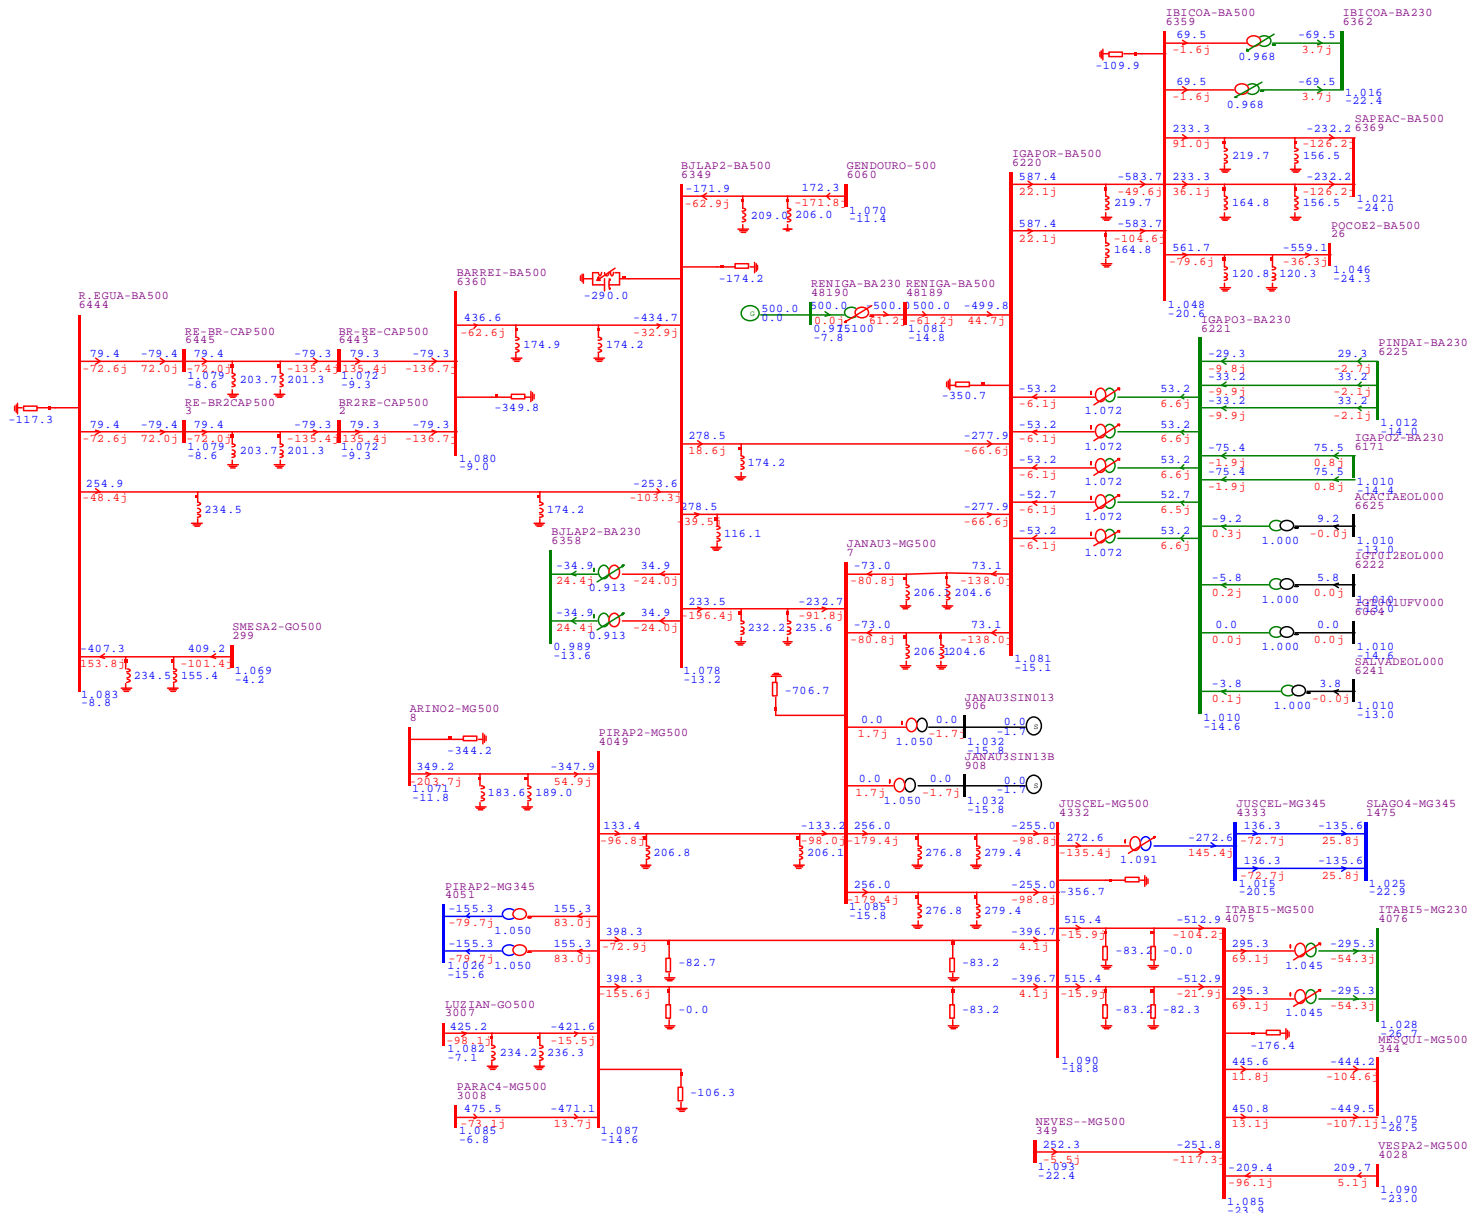 IBICOA-BA500
6359
IBICOA-BA230
6362
69.5
-1.6j
0.968
-69.5
3.7j
-109.9
69.5
-1.6j
0.968
-69.5
3.7j
1.016
-22.4
233.3
91.0j
219.7
156.5
-232.2
-126.2j
SAPEAC-BA500
6369
233.3
36.1j
164.8
156.5
-232.2
-126.2j
1.021
-24.0
561.7
-79.6j
120.8
120.3
-559.1
-36.3j
POCOE2-BA500
26
1.046
-24.3
1.048
-20.6
IGAPOR-BA500
6220
587.4
22.1j
219.7
-583.7
-49.6j
587.4
22.1j
164.8
-583.7
-104.6j
BJLAP2-BA500
6349
GENDOURO-500
6060
-171.9
-62.9j
209.0
206.0
172.3
-171.8j
1.070
-11.4
-174.2
-290.0
RENIGA-BA230
48190
RENIGA-BA500
48189
500.0
0.0
G
500.0
0.0j
-7.8
-500.0
61.2j
500.0
-61.2j
1.081
-14.8
-499.8
44.7j
-350.7
R.EGUA-BA500
6444
RE-BR-CAP500
6445
BR-RE-CAP500
6443
BARREI-BA500
6360
79.4
-72.6j
-79.4
72.0j
79.4
-72.0j
1.079
-8.6
203.7
201.3
-79.3
-135.4j
79.3
135.4j
1.072
-9.3
-79.3
-136.7j
436.6
-62.6j
174.9
174.2
-434.7
-32.9j
-349.8
-117.3
RE-BR2CAP500
3
BR2RE-CAP500
2
79.4
-72.6j
-79.4
72.0j
79.4
-72.0j
1.079
-8.6
203.7
201.3
-79.3
-135.4j
79.3
135.4j
1.072
-9.3
-79.3
-136.7j
1.080
-9.0
254.9
-48.4j
234.5
174.2
-253.6
-103.3j
278.5
18.6j
174.2
-277.9
-66.6j
278.5
39.5j
116.1
-277.9
-66.6j
BJLAP2-BA230
6358
-34.9
24.4j
0.913
34.9
-24.0j
-34.9
24.4j
0.913
34.9
-24.0j
0.989
-13.6
233.5
-196.4j
232.2
235.6
-232.7
-91.8j
1.078
-13.2
SMESA2-GO500
299
-407.3
153.8j
234.5
155.4
409.2
-101.4j
1.069
-4.2
1.083
-8.8
IGAPO3-BA230
6221
PINDAI-BA230
6225
-29.3
-9.8j
29.3
-2.7j
-33.2
-9.9j
33.2
-2.1j
-33.2
-9.9j
33.2
-2.1j
1.012
-14.0
-53.2
-6.1j
1.072
53.2
6.6j
-53.2
-6.1j
1.072
53.2
6.6j
-53.2
-6.1j
1.072
53.2
6.6j
-52.7
-6.1j
1.072
52.7
6.5j
-53.2
-6.1j
1.072
53.2
6.6j
IGAPO2-BA230
6171
-75.4
-1.9j
75.5
0.8j
-75.4
-1.9j
75.5
0.8j
1.010
-14.4
ACACIAEOL000
6625
-9.2
0.3j
1.000
9.2
-0.0j
1.010
-13.0
IGTOI2EOL000
6222
-5.8
0.2j
1.000
5.8
0.0j
1.010
0.0
0.0j
1.000
0.0
0.0j
1.010
-14.6
SALVADEOL000
6241
-3.8
0.1j
1.000
3.8
-0.0j
1.010
-13.0
1.010
-14.6
JANAU3-MG500
7
-73.0
-80.8j
204.6
73.1
-138.0j
-73.0
-80.8j
204.6
73.1
-138.0j
1.081
-15.1
-706.7
JANAU3SIN013
906
0.0
1.7j
1.050
0.0
-1.7j
1.032
-15.8
0.0
-1.7
S
JANAU3SIN13B
908
0.0
1.7j
1.050
0.0
-1.7j
1.032
-15.8
0.0
-1.7
S
ARINO2-MG500
8
-344.2
349.2
-203.7j
183.6
189.0
-347.9
54.9j
1.071
-11.8
PIRAP2-MG500
4049
133.4
-96.8j
206.8
206.1
-133.2
-98.0j
256.0
-179.4j
276.8
279.4
-255.0
-98.8j
256.0
-179.4j
276.8
279.4
-255.0
-98.8j
1.085
-15.8
JUSCEL-MG500
4332
272.6
-135.4j
1.091
-272.6
145.4j
-356.7
JUSCEL-MG345
4333
SLAGO4-MG345
1475
136.3
-72.7j
-135.6
25.8j
136.3
-72.7j
-135.6
25.8j
1.015
-20.5
1.025
-22.9
PIRAP2-MG345
4051
-155.3
-79.7j
1.050
155.3
83.0j
-155.3
-79.7j
1.050
155.3
83.0j
1.026
-15.6
398.3
-72.9j
-82.7
-83.2
-396.7
4.1j
398.3
-155.6j
-0.0
-83.2
-396.7
4.1j
515.4
-15.9j
-83.2
-0.0
-512.9
-104.2j
515.4
-15.9j
-83.2
-82.3
-512.9
-21.9j
1.090
-18.8
ITABI5-MG500
4075
ITABI5-MG230
4076
295.3
69.1j
1.045
-295.3
-54.3j
295.3
69.1j
1.045
-295.3
-54.3j
1.028
-26.7
-176.4
LUZIAN-GO500
3007
425.2
-98.1j
234.2
236.3
-421.6
-15.5j
1.082
-7.1
-106.3
PARAC4-MG500
3008
475.5
-73.1j
-471.1
13.7j
1.085
-6.8
1.087
-14.6
MESQUI-MG500
344
445.6
11.8j
-444.2
-104.6j
450.8
13.1j
-449.5
-107.1j
1.075
-26.5
NEVES--MG500
349
252.3
-5.5j
-251.8
-117.3j
1.093
-22.4
VESPA2-MG500
4028
-209.4
-96.1j
209.7
5.1j
1.090
-23.0
1.085
-23.9